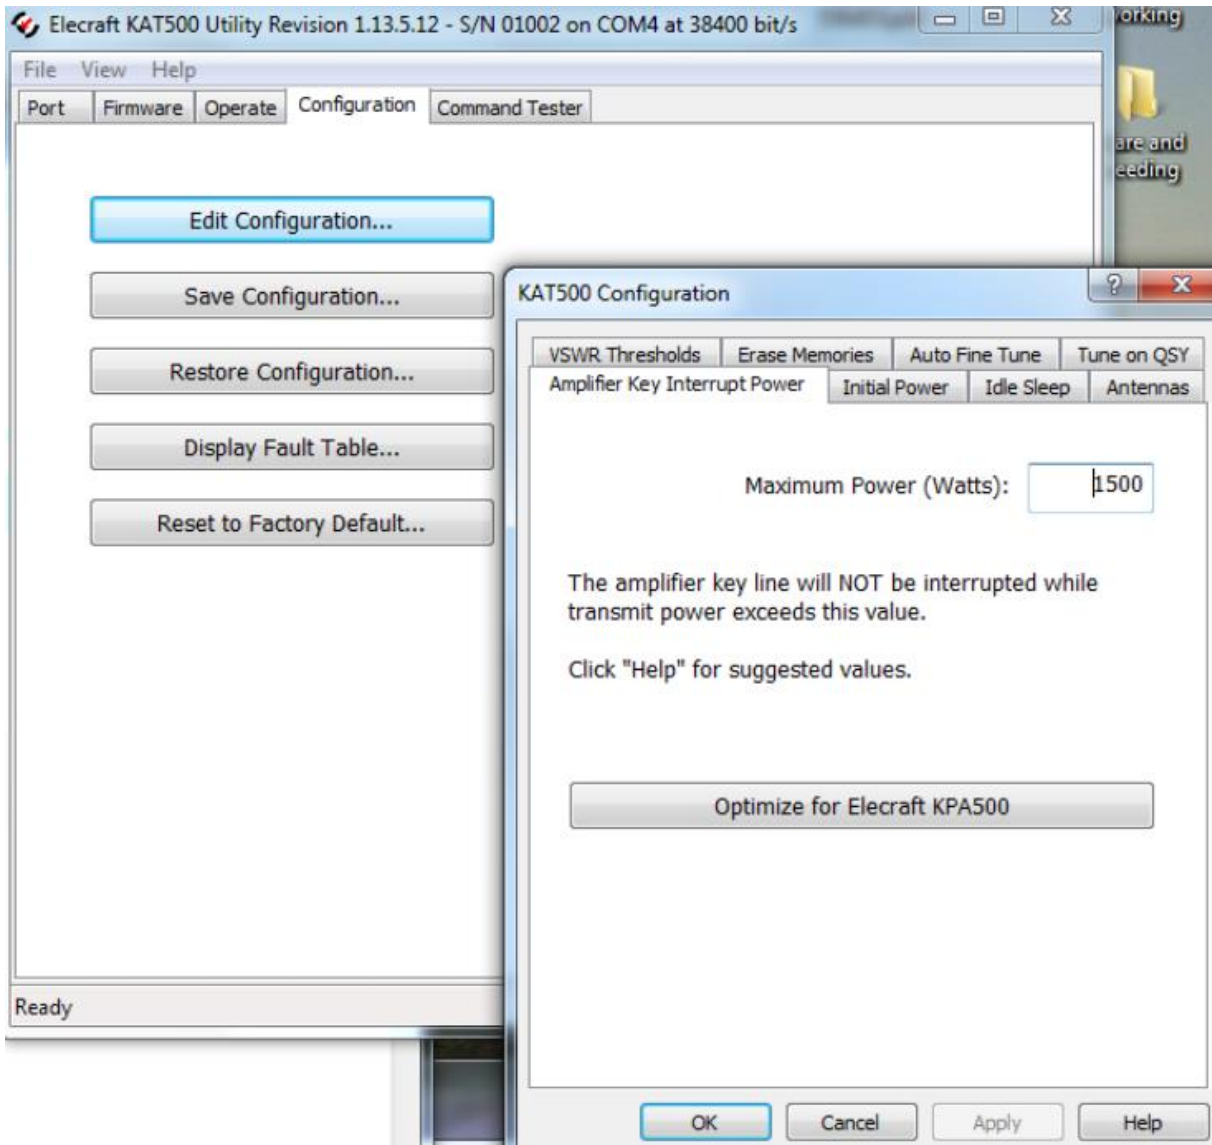 Elecraft KAT500 Utility Revision 1.13.5.12 - S/N 01002 on COM4 at 38400 bit/s
File View Help
Port Firmware Operate Configuration Command Tester
Edit Configuration...
Save Configuration...
Restore Configuration...
Display Fault Table...
Reset to Factory Default...
Ready
KAT500 Configuration
VSWR Thresholds Erase Memories Auto Fine Tune Tune on QSY
Amplifier Key Interrupt Power Initial Power Idle Sleep Antennas
Maximum Power (Watts): 1500
The amplifier key line will NOT be interrupted while
transmit power exceeds this value.
Click "Help" for suggested values.
Optimize for Elecraft KPA500
OK Cancel Apply Help
and